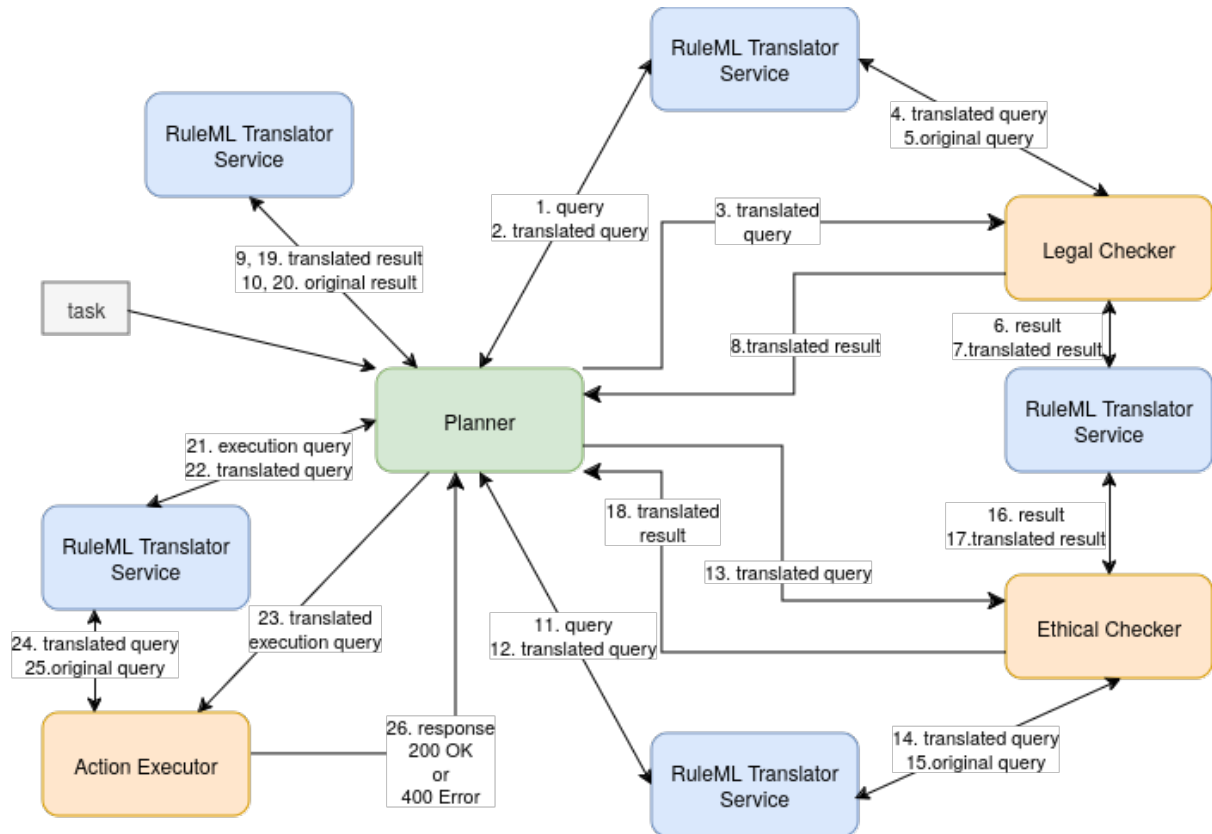 RuleML Translator
Service
RuleML Translator
Service
4. translated query
5.original query
1. query
2. translated query
3. translated
query
Legal Checker
9, 19. translated result
10, 20. original result
task
8.translated result
6. result
7.translated result
Planner
RuleML Translator
Service
21. execution query
22. translated query
18. translated
result
16. result
17.translated result
RuleML Translator
Service
13. translated query
23. translated
execution query
11. query
12. translated query
Ethical Checker
24. translated query
25.original query
26. response
200 OK
or
400 Error
Action Executor
RuleML Translator
Service
14. translated query
15.original query